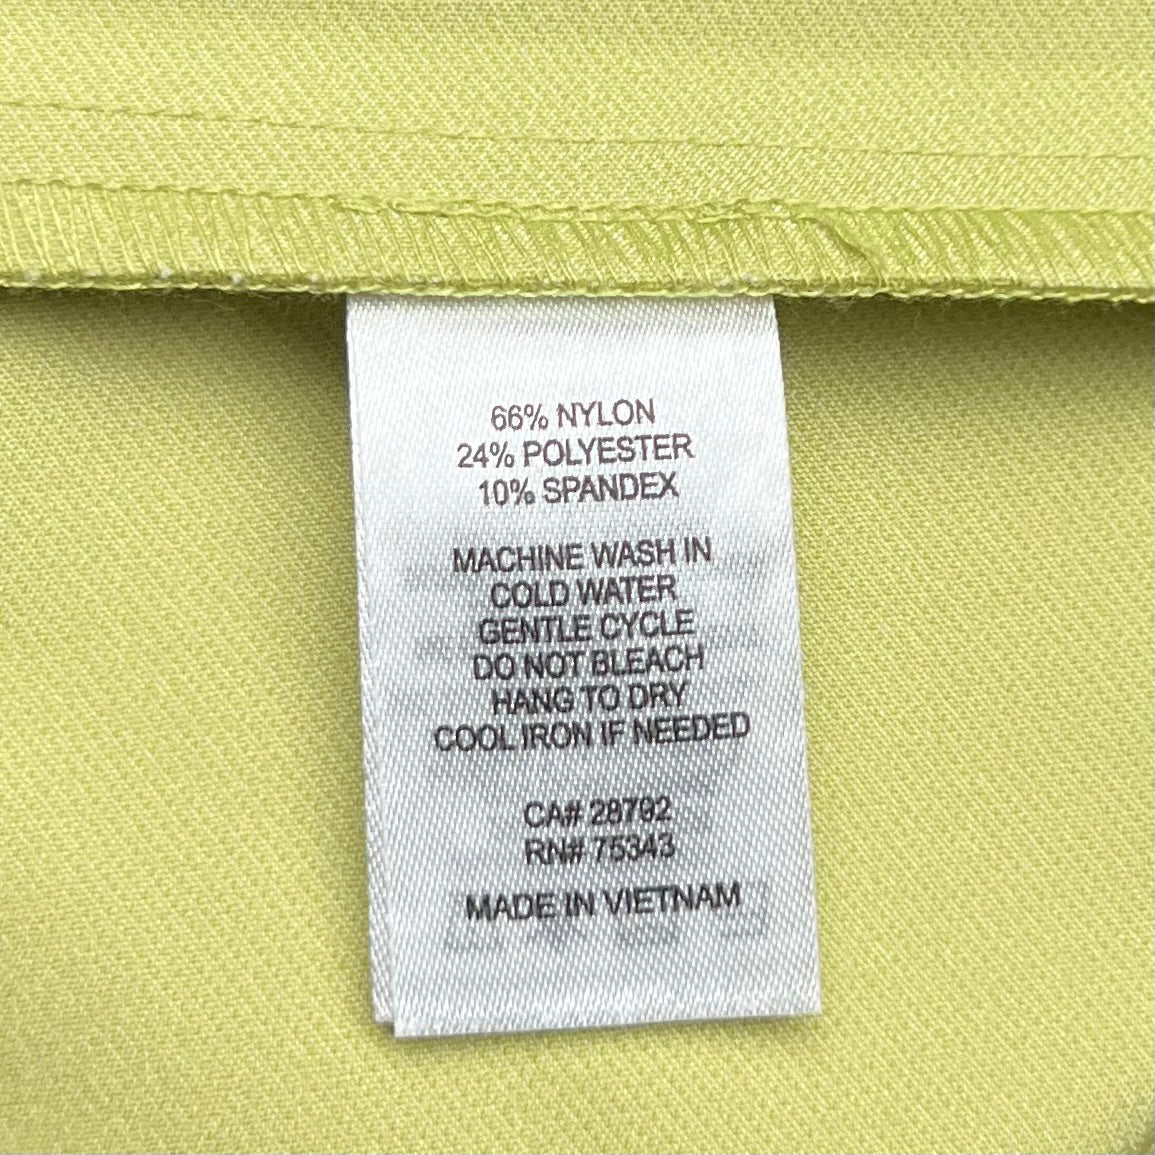 66% NYLON
24% POLYESTER
10% SPANDEX
MACHINE WASH IN
COLD WATER
GENTLE CYCLE
DO NOT BLEACH
HANG TO DRY
COOL IRON IF NEEDED
CA# 28792
RN# 75343
MADE IN VIETNAM